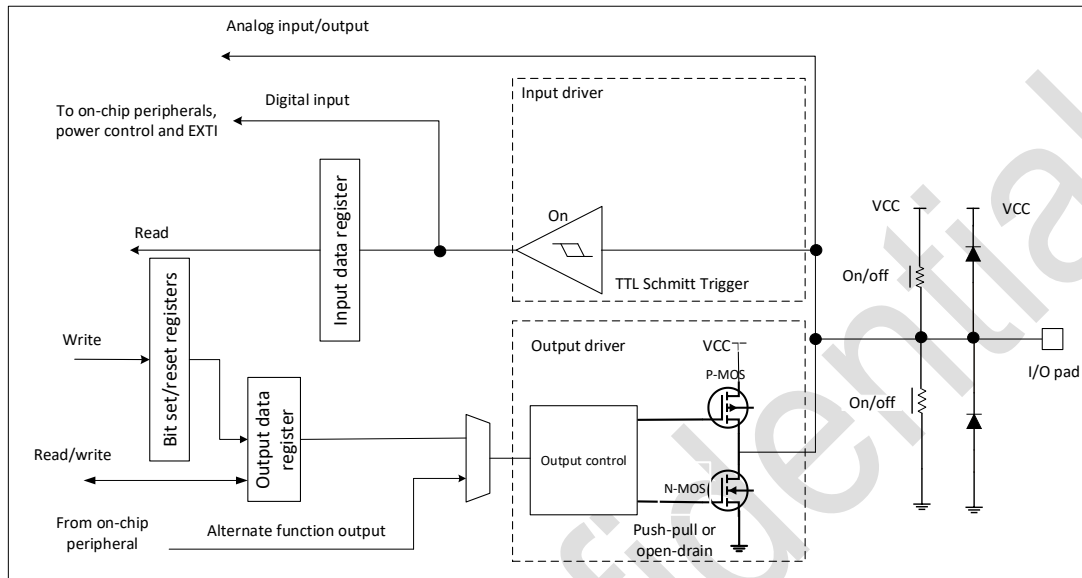 Analog input/output
Digital input
To on-chip peripherals,
power control and EXTI
Input driver
On
TTL Schmitt Trigger
Input data register
Read
Bit set/reset registers
Write
Output data
register
Read/write
From on-chip
peripheral
Alternate function output
Output driver
Output control
VCC
P-MOS
N-MOS
Push-pull or
open-drain
VCC
VCC
On/off
On/off
I/O pad
fidential